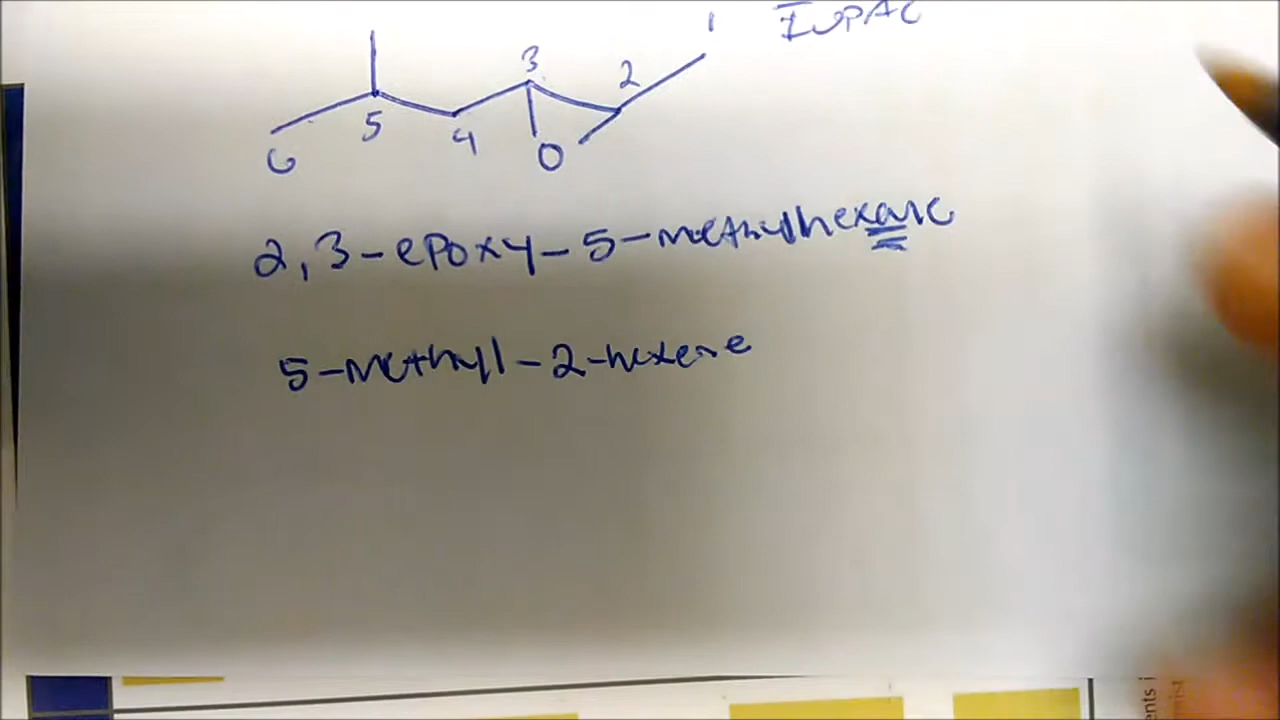 1 IUPAC
3 2
5 4
6 O
2,3-epoxy-5-methylhexane
5-methyl-2-hexene